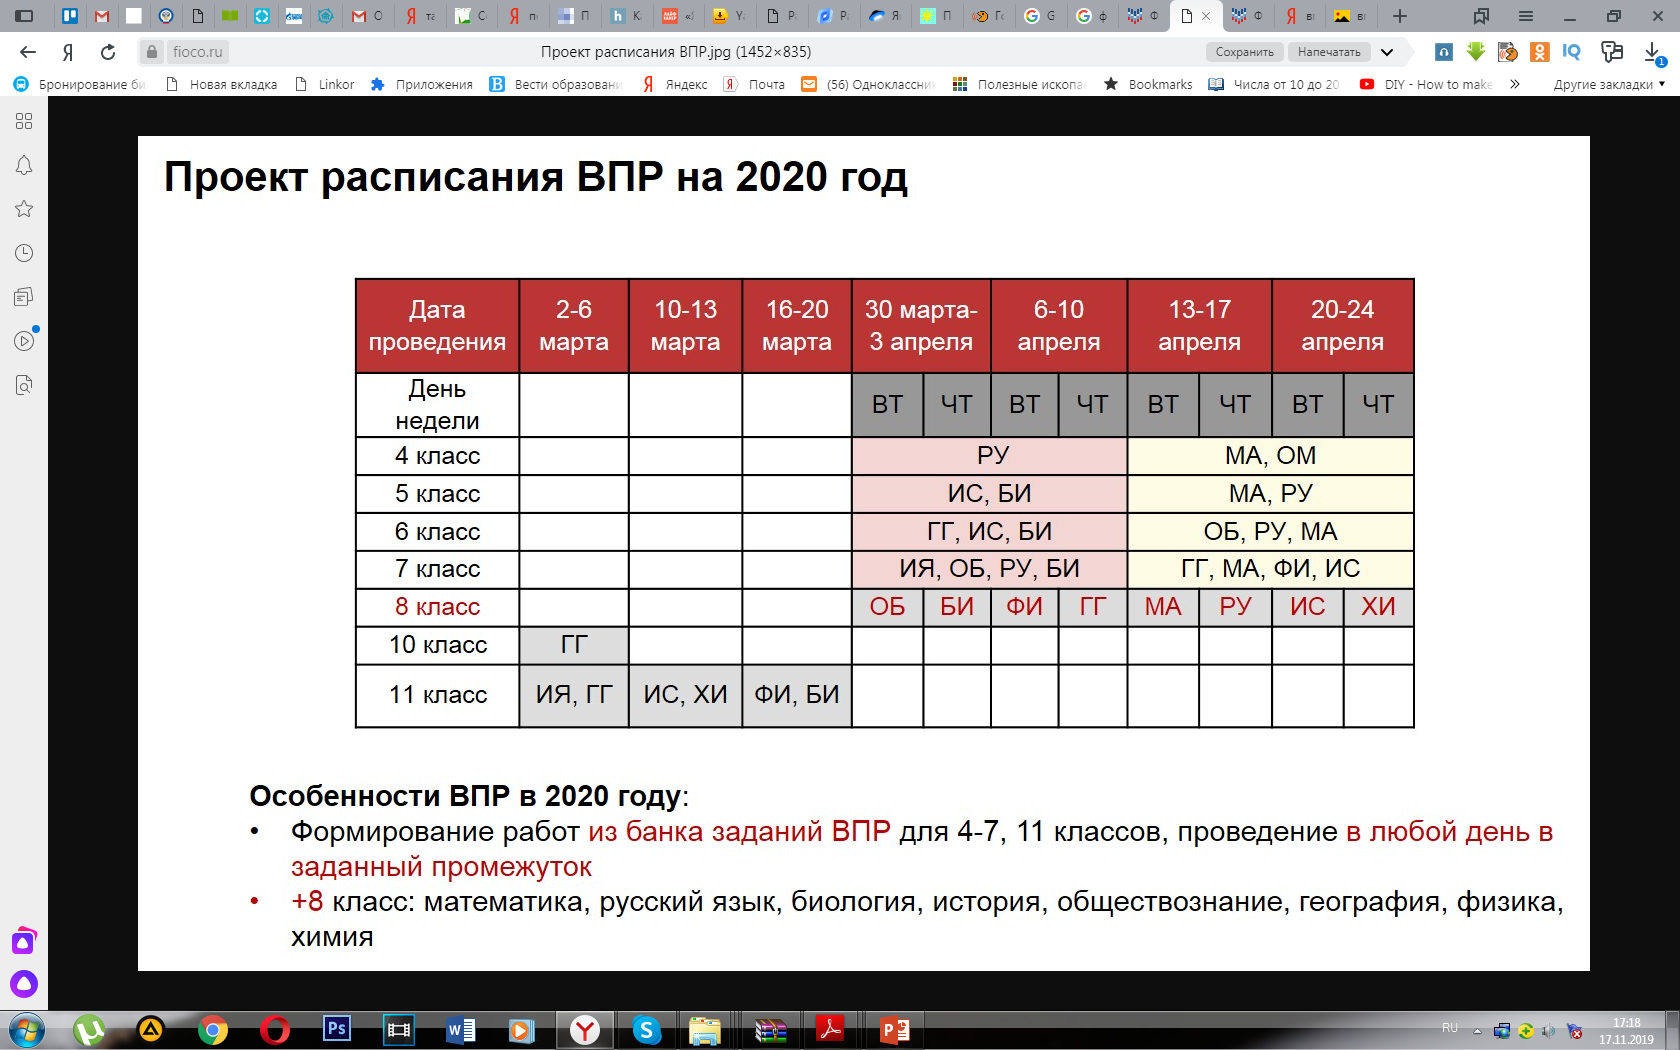 fioco.ru
Проект расписания ВПР.jpg (1452×835)
Сохранить
Напечатать
Новая вкладка
Linkor
Приложения
Вести образовани
Яндекс
Почта
(56) Одноклассни
Полезные ископа
Bookmarks
Числа от 10 до 20
DIY - How to make
Другие закладки
Проект расписания ВПР на 2020 год
Дата проведения
2-6 марта
10-13 марта
16-20 марта
30 марта- 3 апреля
6-10 апреля
13-17 апреля
20-24 апреля
День недели
ВТ ЧТ ВТ ЧТ ВТ ЧТ ВТ ЧТ
4 класс РУ МА, ОМ
5 класс ИС, БИ МА, РУ
6 класс ГГ, ИС, БИ ОБ, РУ, МА
7 класс ИЯ, ОБ, РУ, БИ ГГ, МА, ФИ, ИС
8 класс ОБ БИ ФИ ГГ МА РУ ИС ХИ
10 класс ГГ
11 класс ИЯ, ГГ ИС, ХИ ФИ, БИ
Особенности ВПР в 2020 году:
• Формирование работ из банка заданий ВПР для 4-7, 11 классов, проведение в любой день в
заданный промежуток
• +8 класс: математика, русский язык, биология, история, обществознание, география, физика,
химия
RU
17:18
17.11.2019